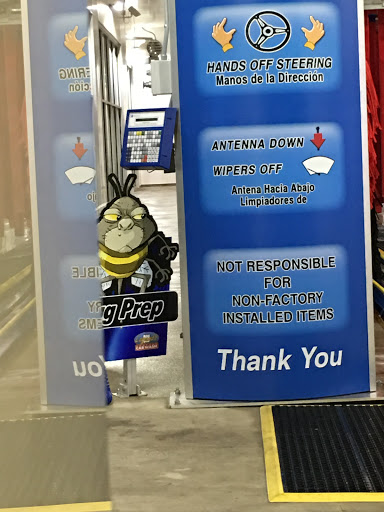 HANDS OFF STEERING
Manos de la Dirección
ANTENNA DOWN
WIPERS OFF
Antena Hacia Abajo
Limpiadores de
NOT RESPONSIBLE
FOR
NON-FACTORY
INSTALLED ITEMS
Thank You
g Prep